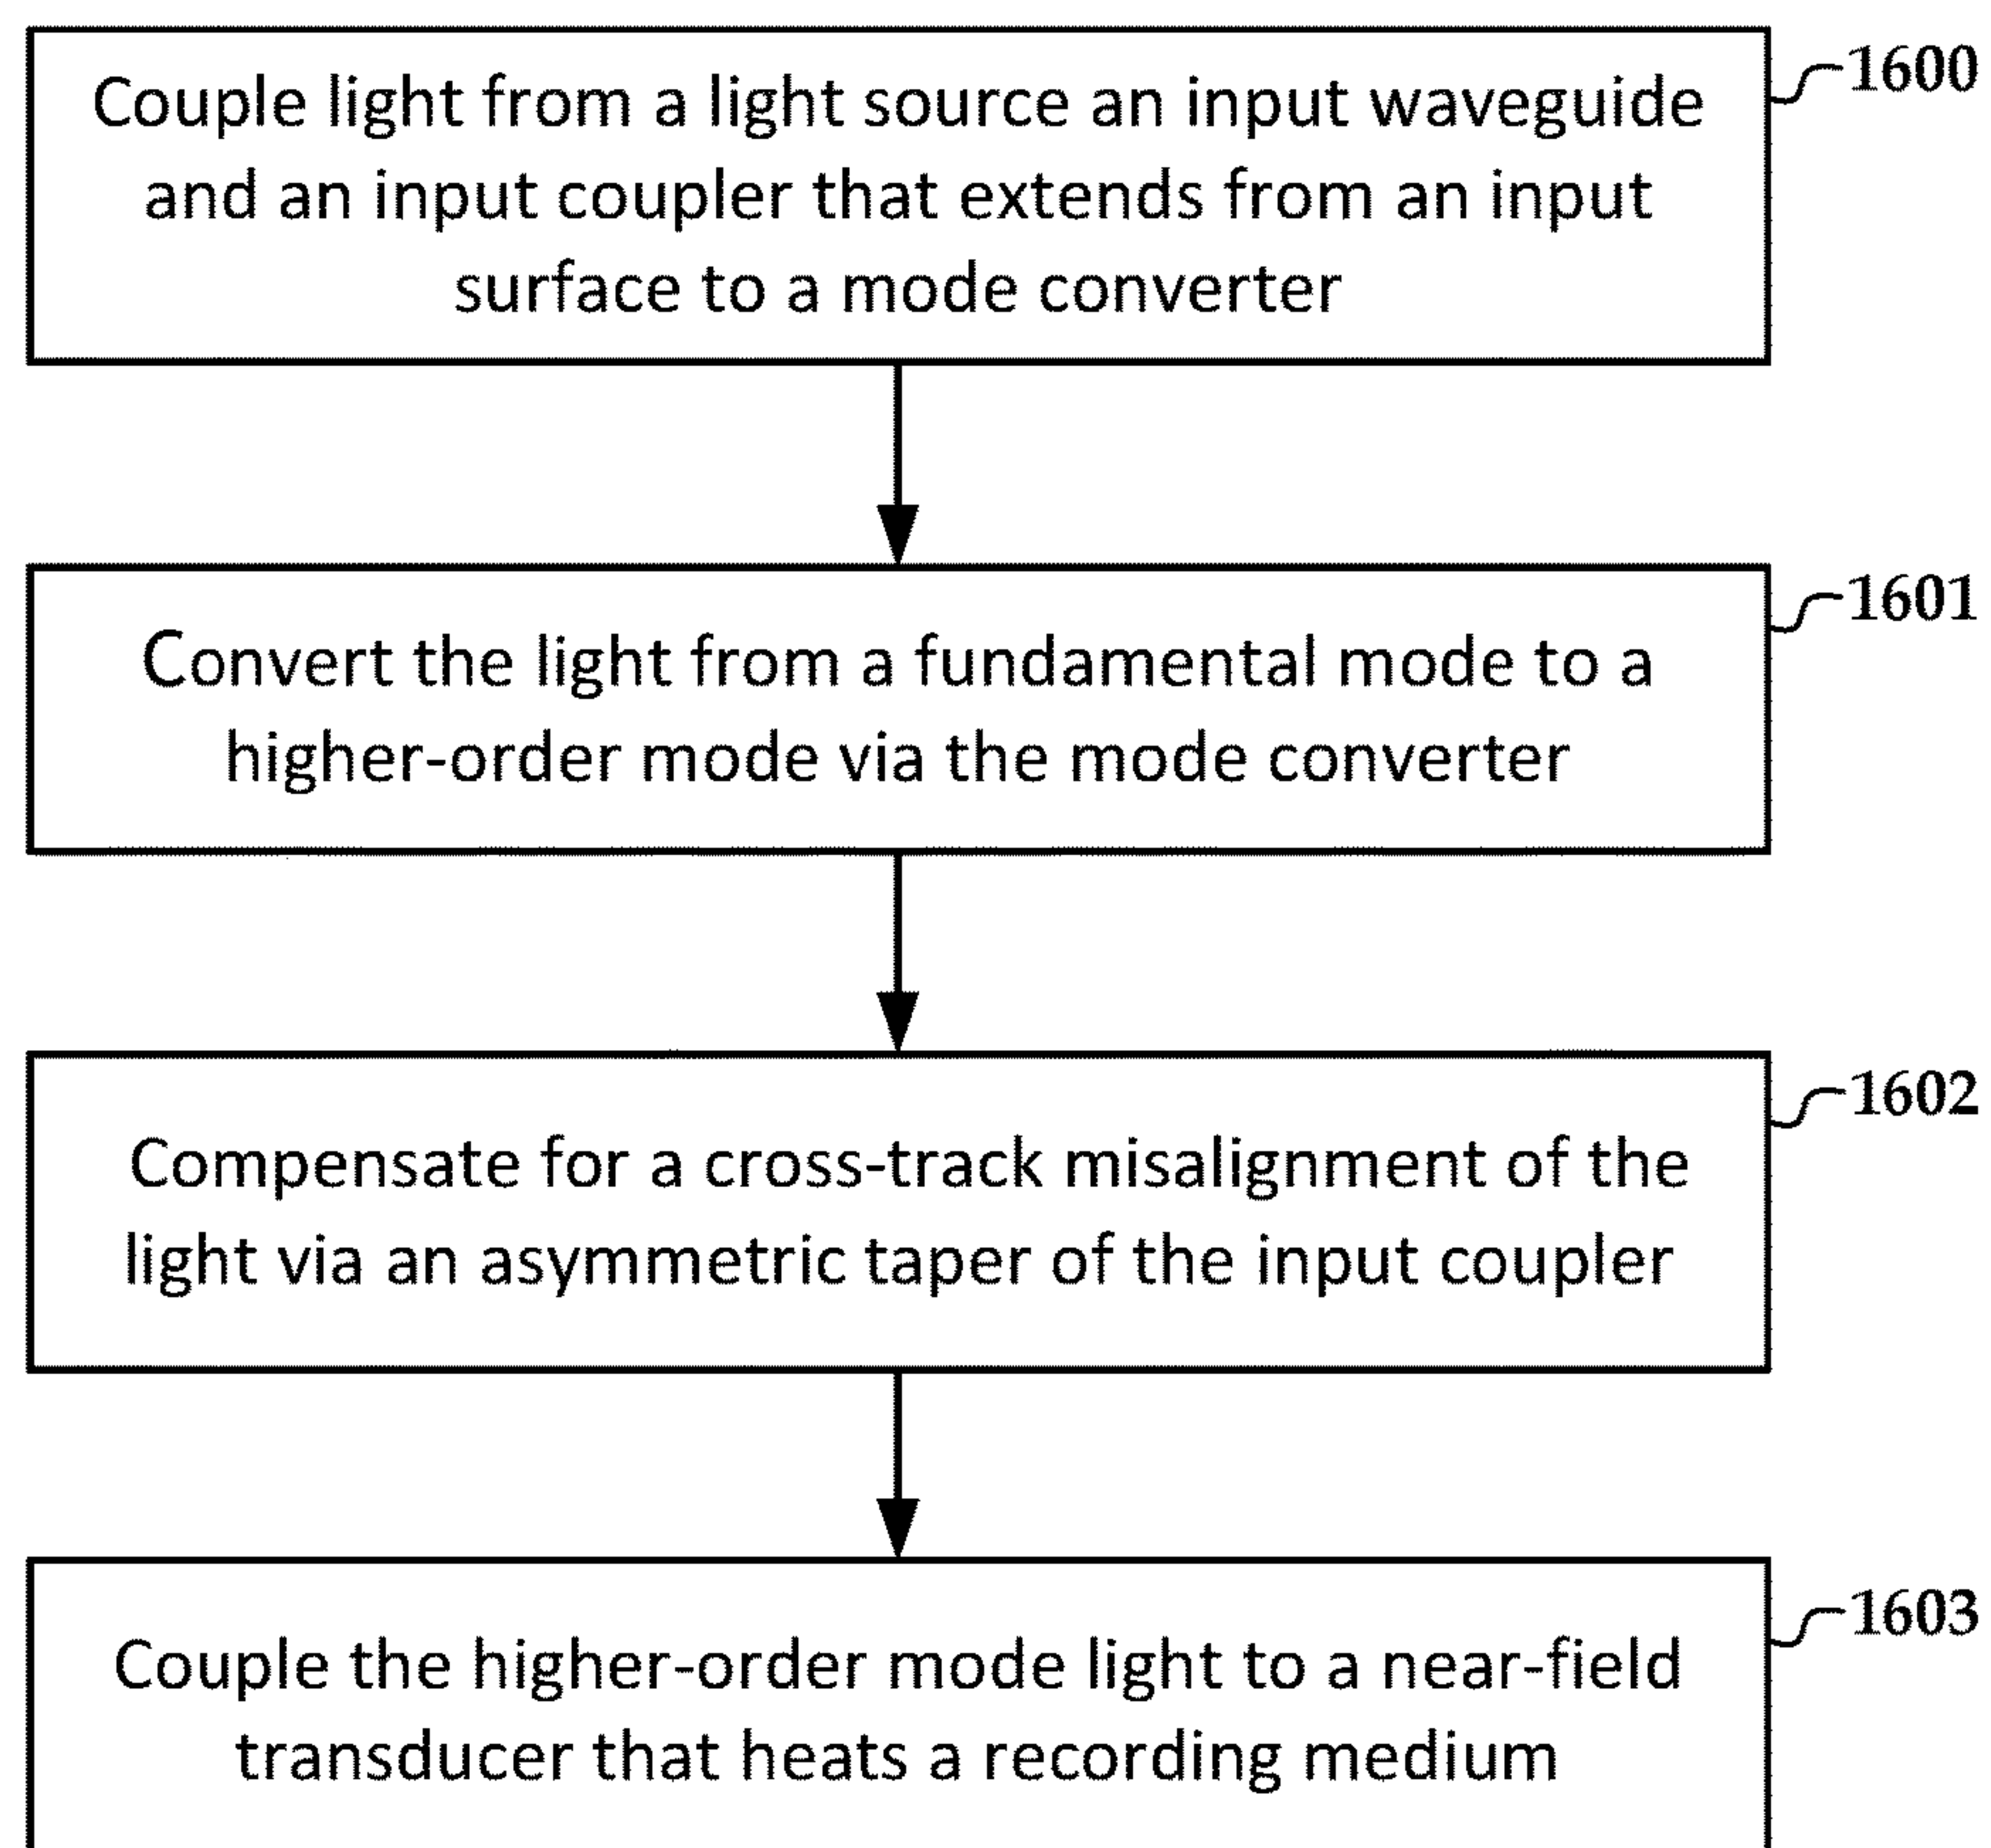 Couple light from a light source an input waveguide
and an input coupler that extends from an input
surface to a mode converter
1600
Convert the light from a fundamental mode to a
higher-order mode via the mode converter
1601
Compensate for a cross-track misalignment of the
light via an asymmetric taper of the input coupler
1602
Couple the higher-order mode light to a near-field
transducer that heats a recording medium
1603